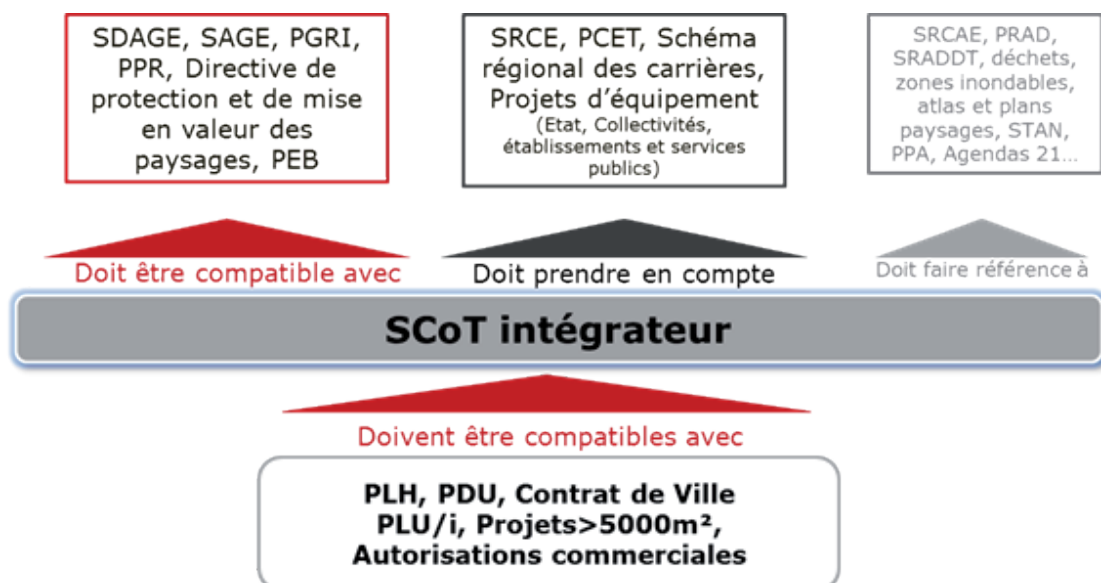 SDAGE, SAGE, PGRI,
PPR, Directive de
protection et de mise
en valeur des
paysages, PEB
SRCE, PCET, Schéma
régional des carrières,
Projets d'équipement
(Etat, Collectivités,
établissements et services
publics)
SRCAE, PRAD,
SRADDT, déchets,
zones inondables,
atlas et plans
paysages, STAN,
PPA, Agendas 21...
Doit être compatible avec
Doit prendre en compte
Doit faire référence à
SCoT intégrateur
Doivent être compatibles avec
PLH, PDU, Contrat de Ville
PLU/i, Projets>5000m²,
Autorisations commerciales